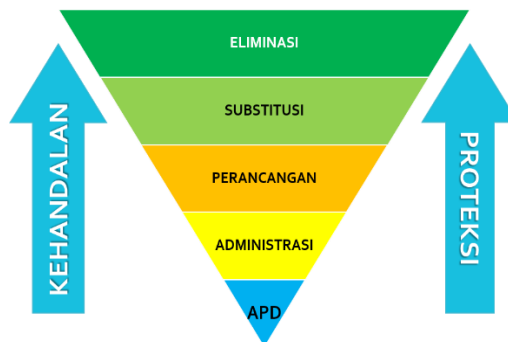 ELIMINASI
SUBSTITUSI
PERANCANGAN
ADMINISTRASI
APD
KEHANDALAN
PROTEKSI